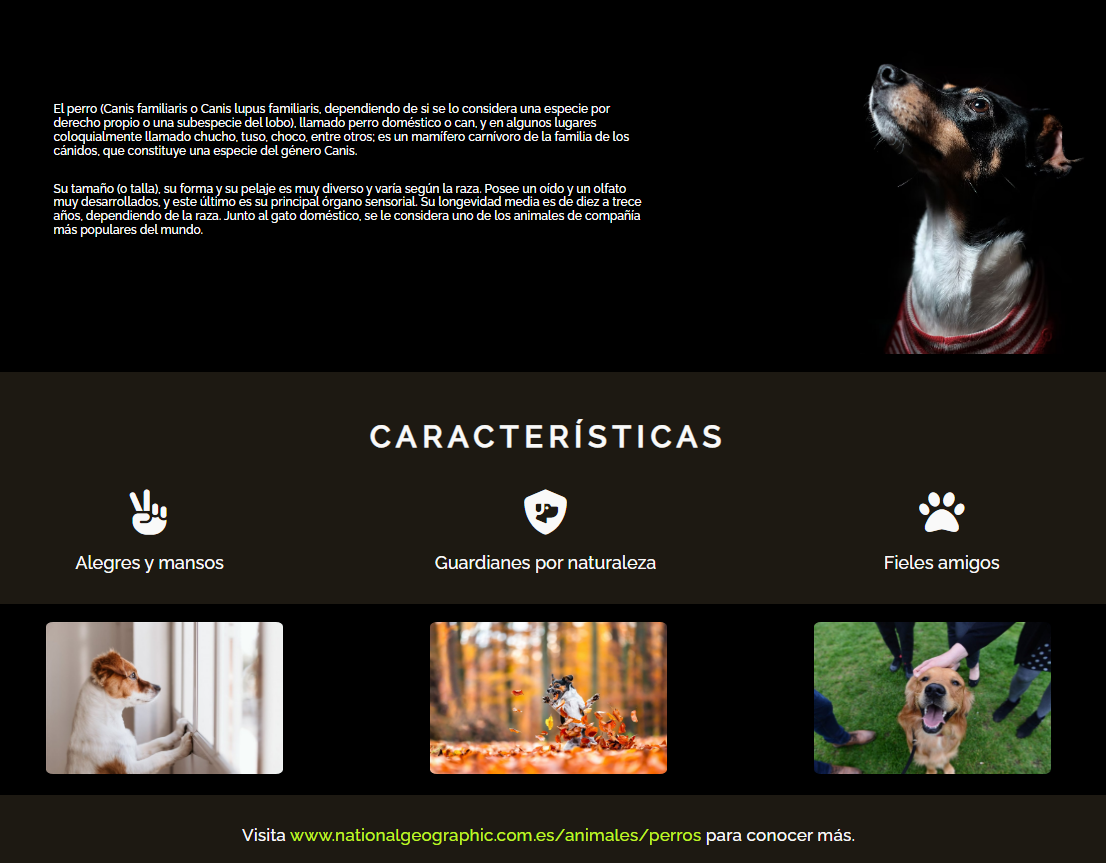 El perro (Canis familiaris o Canis lupus familiaris, dependiendo de si se lo considera una especie por
derecho propio o una subespecie del lobo), llamado perro doméstico o can, y en algunos lugares
coloquialmente llamado chucho, tuso, choco, entre otros; es un mamífero carnívoro de la familia de los
cánidos, que constituye una especie del género Canis.
Su tamaño (o talla), su forma y su pelaje es muy diverso y varía según la raza. Posee un oído y un olfato
muy desarrollados, y este último es su principal órgano sensorial. Su longevidad media es de diez a trece
años, dependiendo de la raza. Junto al gato doméstico, se le considera uno de los animales de compañía
más populares del mundo.
CARACTERÍSTICAS
Alegres y mansos
Guardianes por naturaleza
Fieles amigos
Visita www.nationalgeographic.com.es/animales/perros para conocer más.